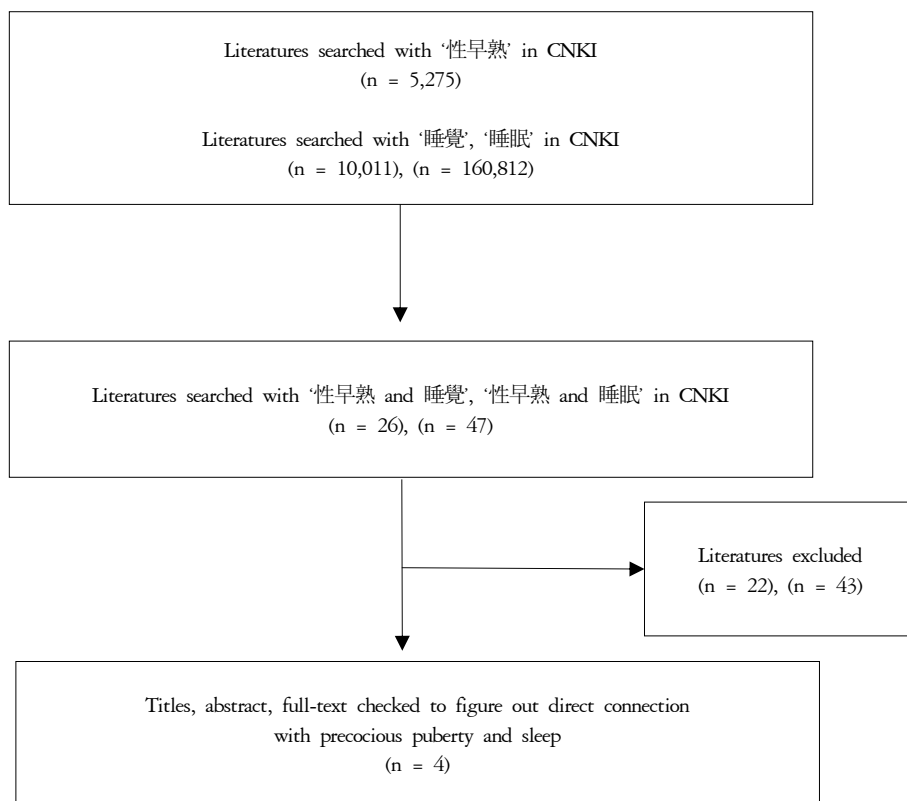 Literatures searched with ‘性早熟’ in CNKI
(n = 5,275)
Literatures searched with ‘睡覺’, ‘睡眠’ in CNKI
(n = 10,011), (n = 160,812)
Literatures searched with ‘性早熟 and 睡覺’, ‘性早熟 and 睡眠’ in CNKI
(n = 26), (n = 47)
Literatures excluded
(n = 22), (n = 43)
Titles, abstract, full-text checked to figure out direct connection
with precocious puberty and sleep
(n = 4)